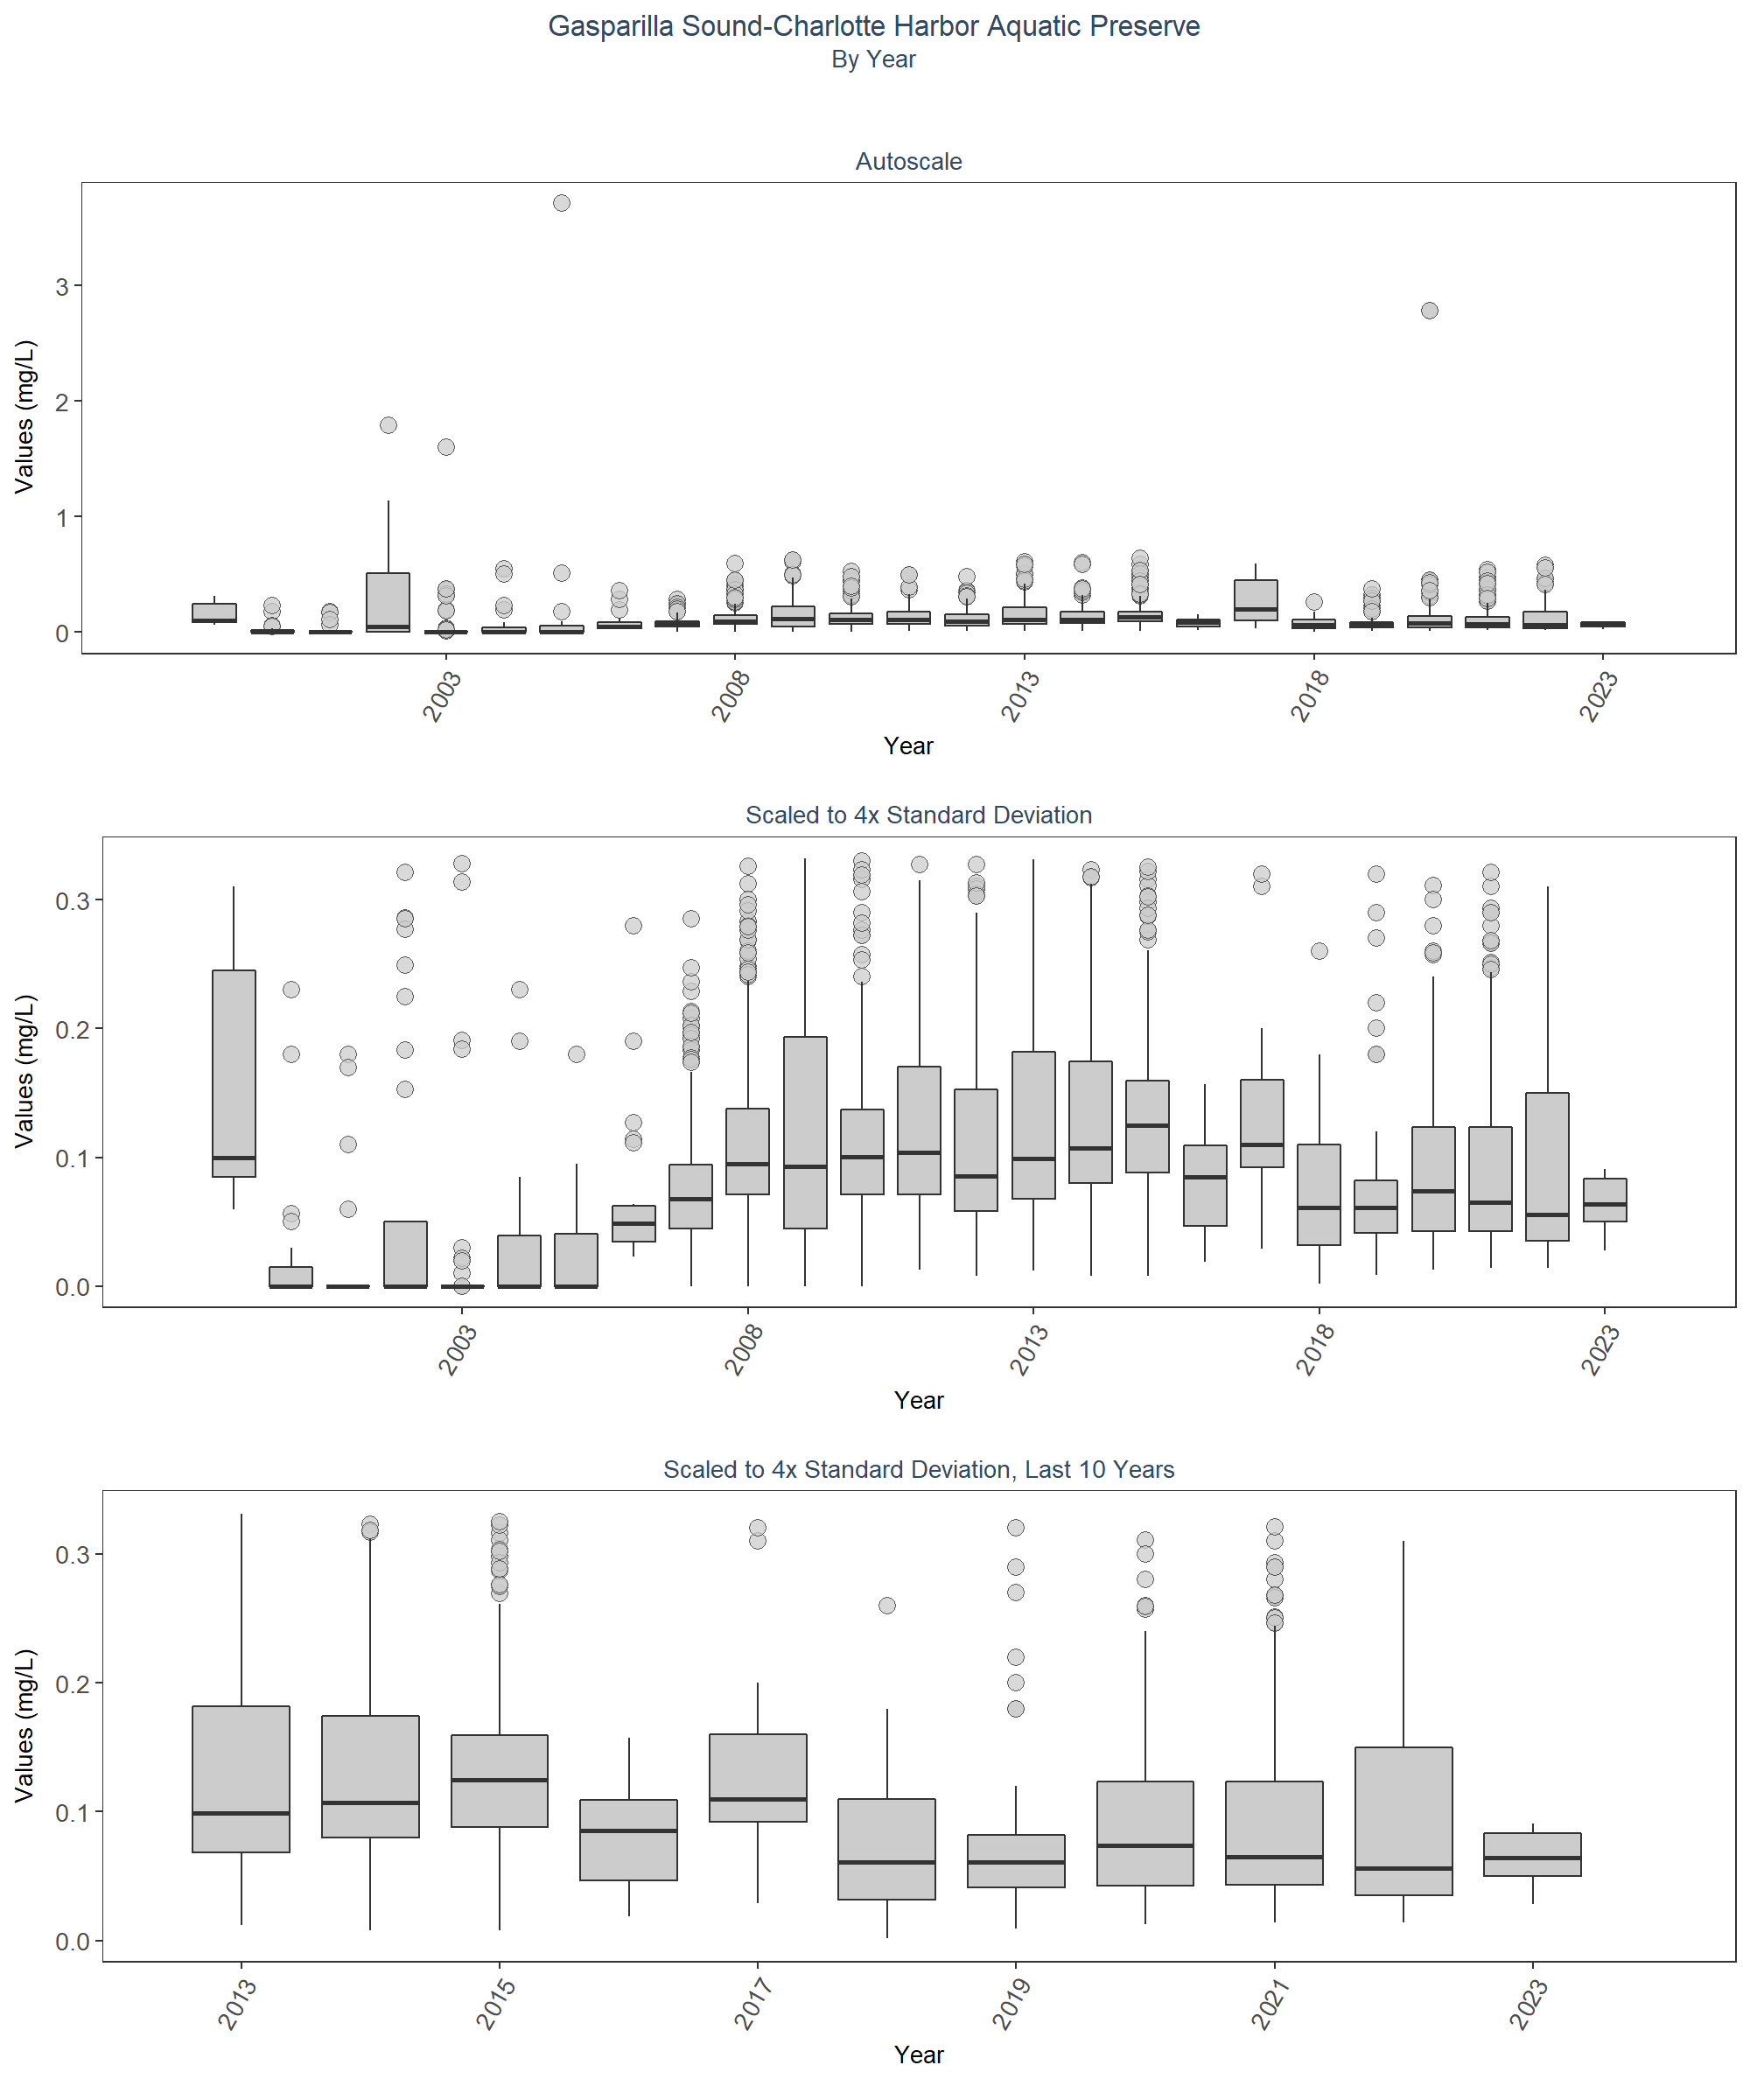 Gasparilla Sound-Charlotte Harbor Aquatic Preserve
By Year
Autoscale
Values (mg/L)
3
2
1
0
2003 2008 2013 2018 2023
Year
Scaled to 4x Standard Deviation
Values (mg/L)
0.3
0.2
0.1
0.0
2003 2008 2013 2018 2023
Year
Scaled to 4x Standard Deviation, Last 10 Years
Values (mg/L)
0.3
0.2
0.1
0.0
2013 2015 2017 2019 2021 2023
Year